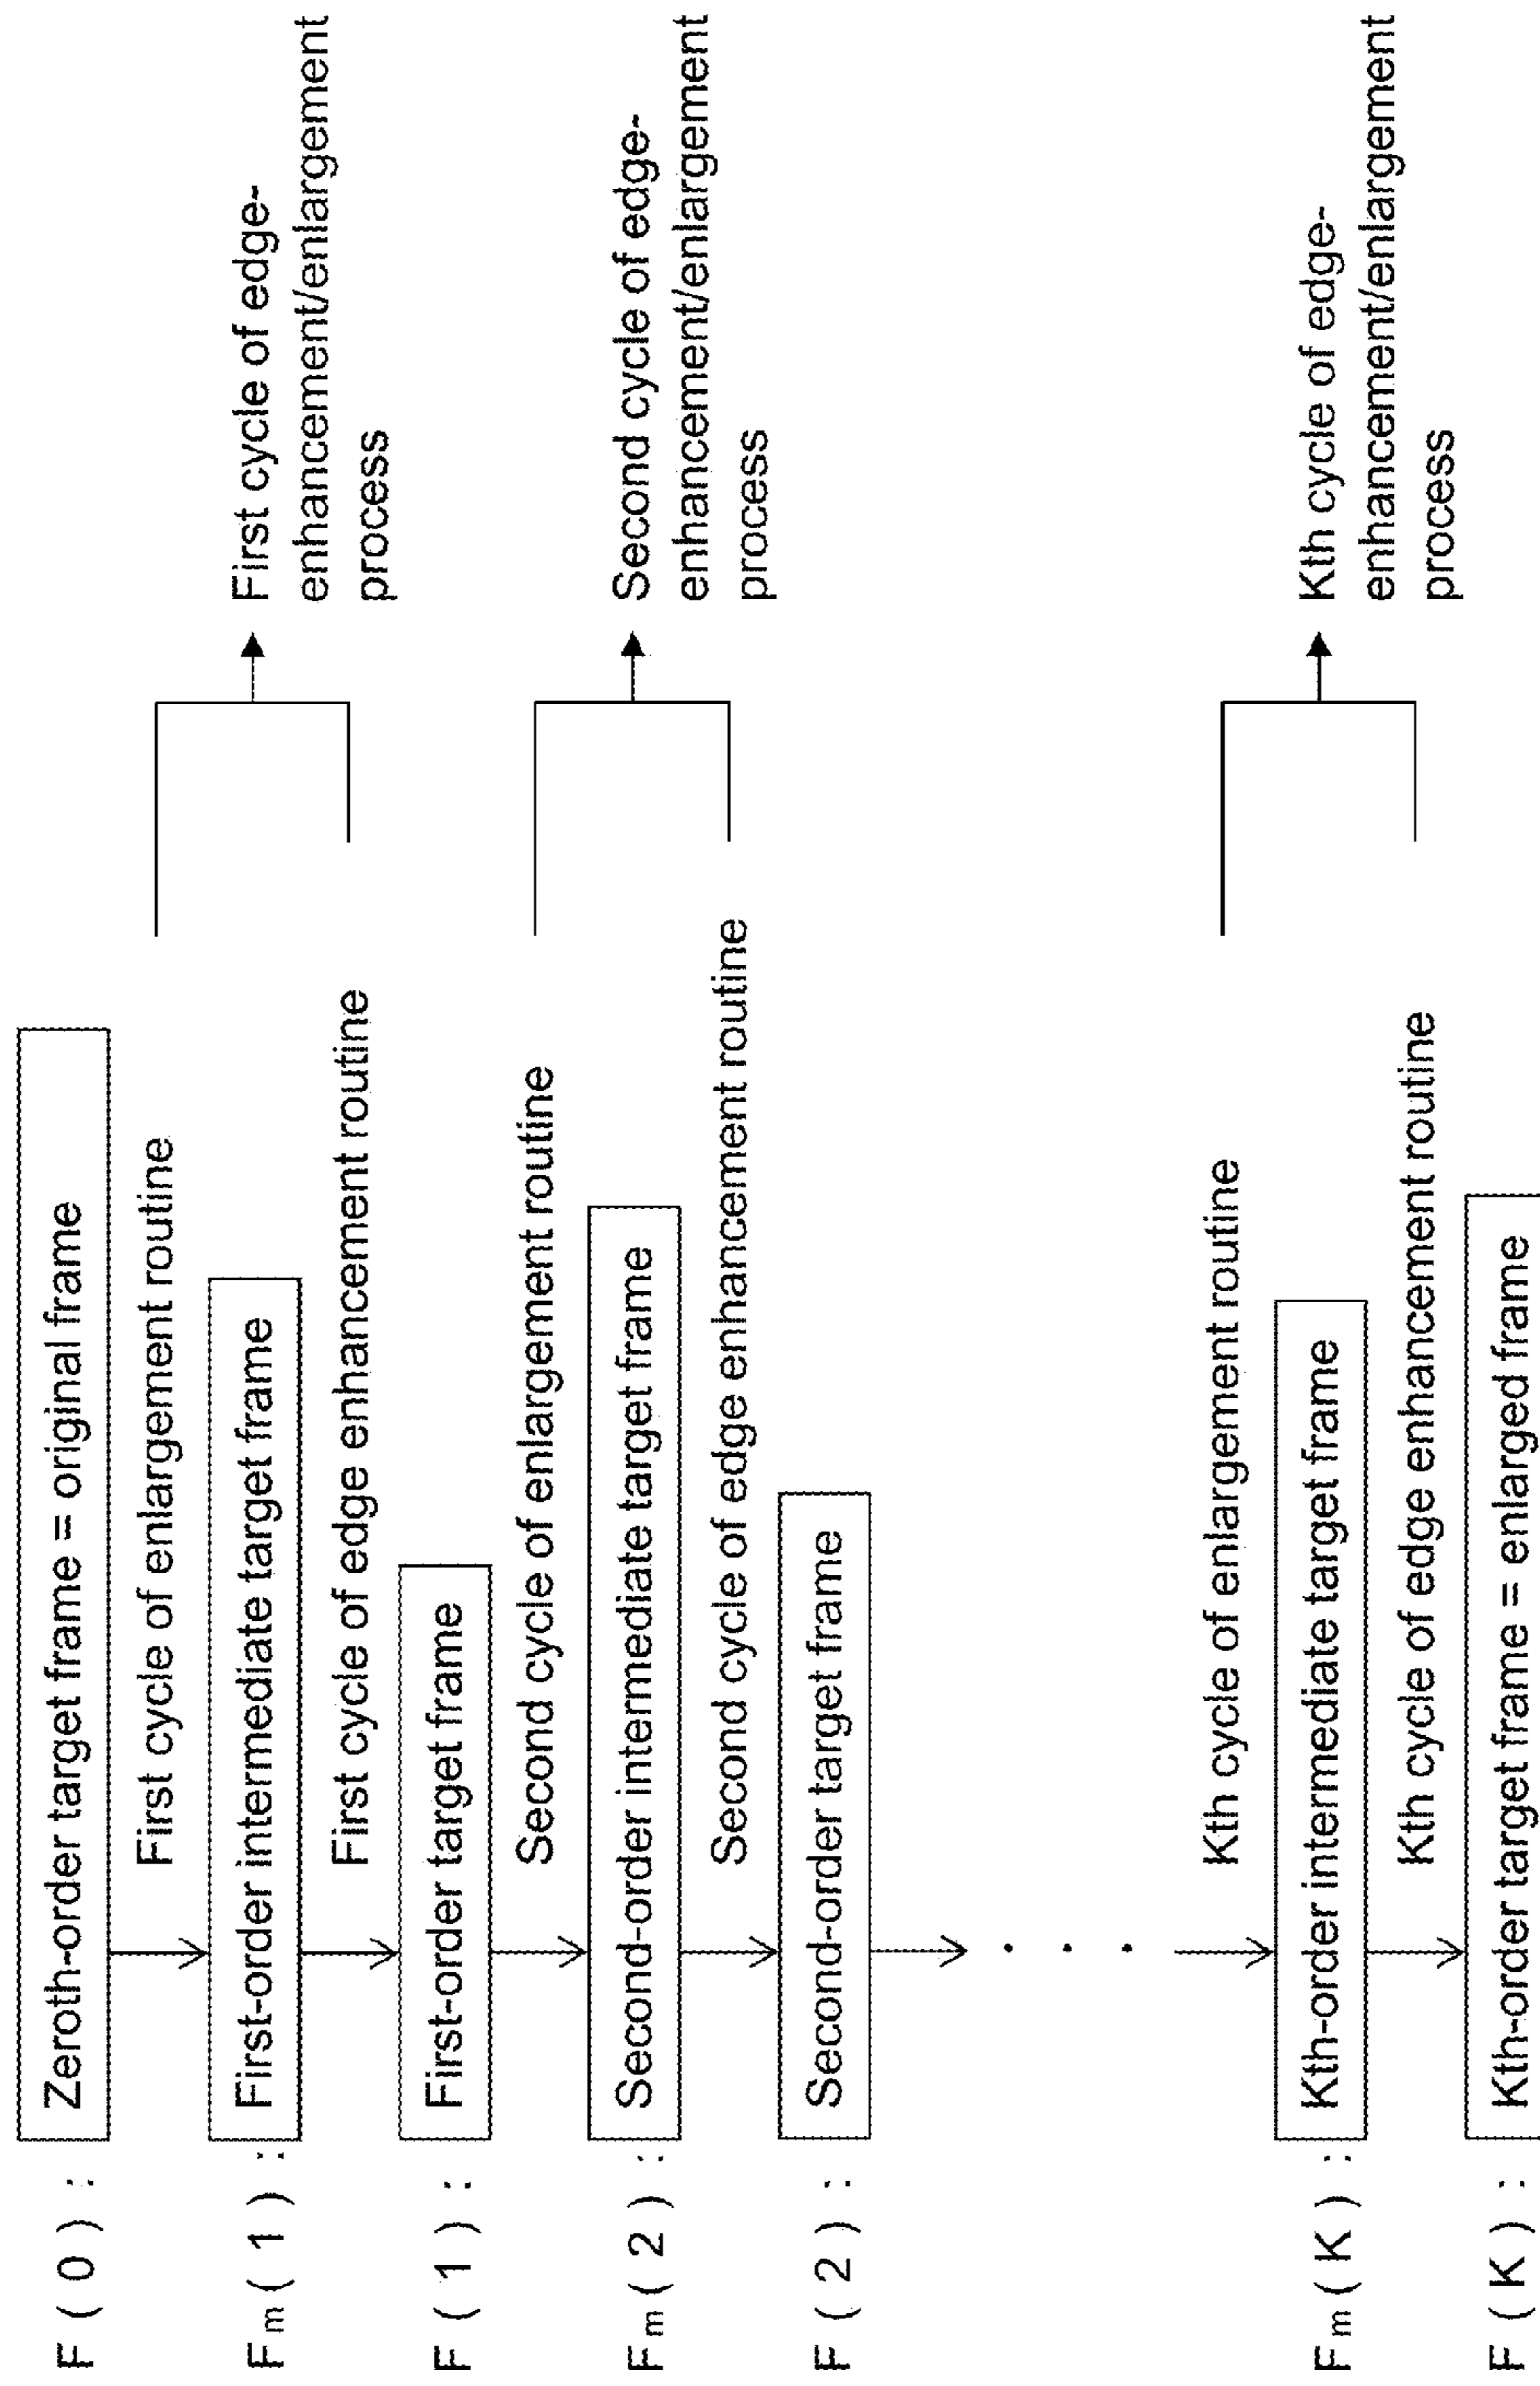 F ( 0 ) : Zeroth-order target frame = original frame
First cycle of enlargement routine
Fm ( 1 ) : First-order intermediate target frame
First cycle of edge enhancement routine
First cycle of edge-
enhancement/enlargement
process
F ( 1 ) : First-order target frame
Second cycle of enlargement routine
Fm ( 2 ) : Second-order intermediate target frame
Second cycle of edge enhancement routine
Second cycle of edge-
enhancement/enlargement
process
F ( 2 ) : Second-order target frame
Kth cycle of enlargement routine
Fm ( K ) : Kth-order intermediate target frame
Kth cycle of edge enhancement routine
Kth cycle of edge-
enhancement/enlargement
process
F ( K ) : Kth-order target frame = enlarged frame